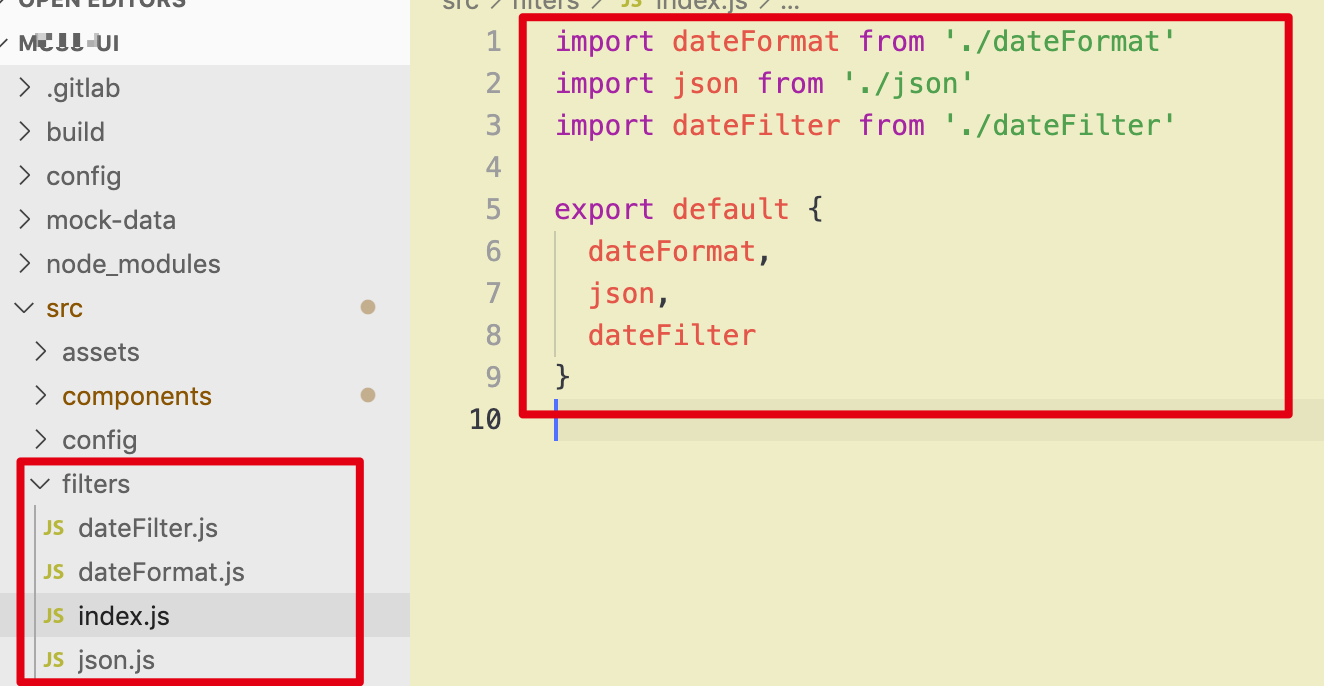 OPEN EDITORS
UI
.gitlab
build
config
mock-data
node_modules
src
assets
components
config
filters
JS dateFilter.js
JS dateFormat.js
JS index.js
JS json.js
src > filters > JS index.js > ...
1 import dateFormat from './dateFormat'
2 import json from './json'
3 import dateFilter from './dateFilter'
4
5 export default {
6 dateFormat,
7 json,
8 dateFilter
9 }
10